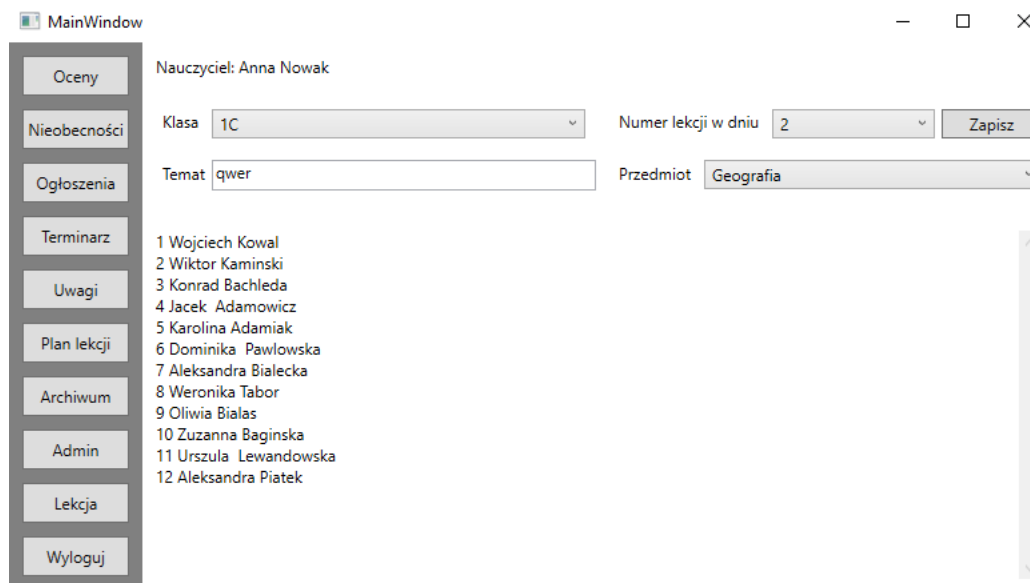 MainWindow
Oceny
Nieobecności
Ogłoszenia
Terminarz
Uwagi
Plan lekcji
Archiwum
Admin
Lekcja
Wyloguj
Nauczyciel: Anna Nowak
Klasa 1C Numer lekcji w dniu 2 Zapisz
Temat qwer Przedmiot Geografia
1 Wojciech Kowal
2 Wiktor Kaminski
3 Konrad Bachleda
4 Jacek  Adamowicz
5 Karolina Adamiak
6 Dominika  Pawlowska
7 Aleksandra Bialecka
8 Weronika Tabor
9 Oliwia Bialas
10 Zuzanna Baginska
11 Urszula  Lewandowska
12 Aleksandra Piatek